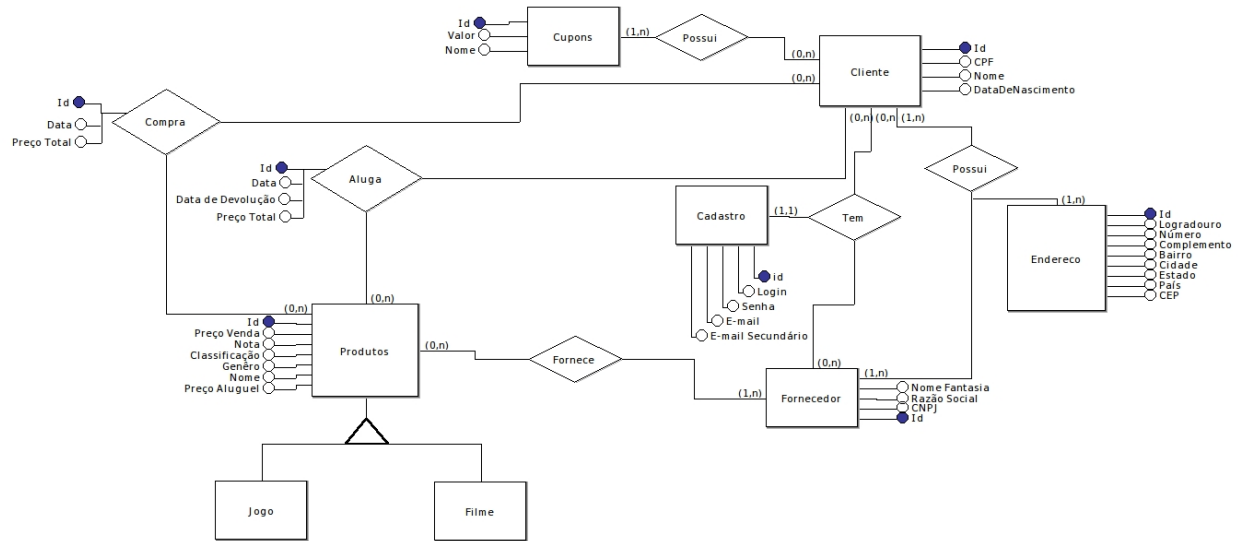 Id
Valor
Nome
Cupons
(1,n)
Possui
(0,n)
Cliente
Id
CPF
Nome
DataDeNascimento
(0,n)
Id
Data
Preço Total
Compra
(0,n)
(0,n)
(1,n)
Id
Data
Data de Devolução
Preço Total
Aluga
Possui
Cadastro
(1,1)
Tem
(1,n)
Endereco
Id
Logradouro
Número
Complemento
Bairro
Cidade
Estado
País
CEP
id
Login
Senha
E-mail
E-mail Secundário
(0,n)
(0,n)
Id
Preço Venda
Nota
Classificação
Genêro
Nome
Preço Aluguel
Produtos
(0,n)
Fornece
(0,n)
(1,n)
(1,n)
Fornecedor
Nome Fantasia
Razão Social
CNPJ
Id
Jogo
Filme